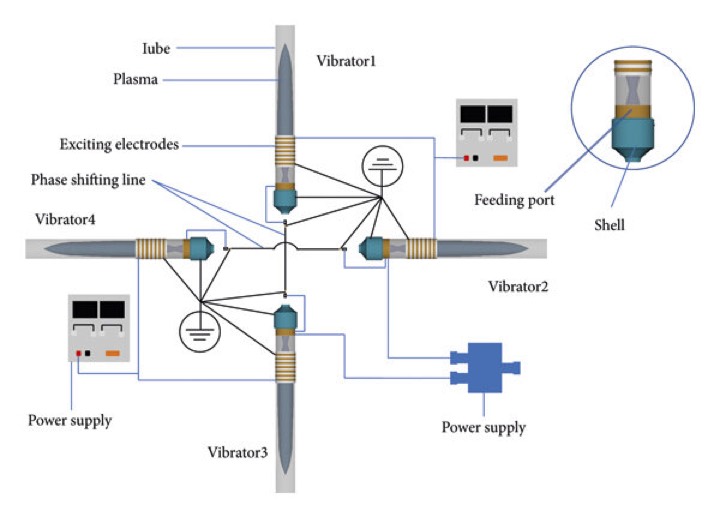 Iube
Plasma
Exciting electrodes
Phase shifting line
Vibrator1
Vibrator4
Vibrator2
Vibrator3
Feeding port
Shell
Power supply
Power supply